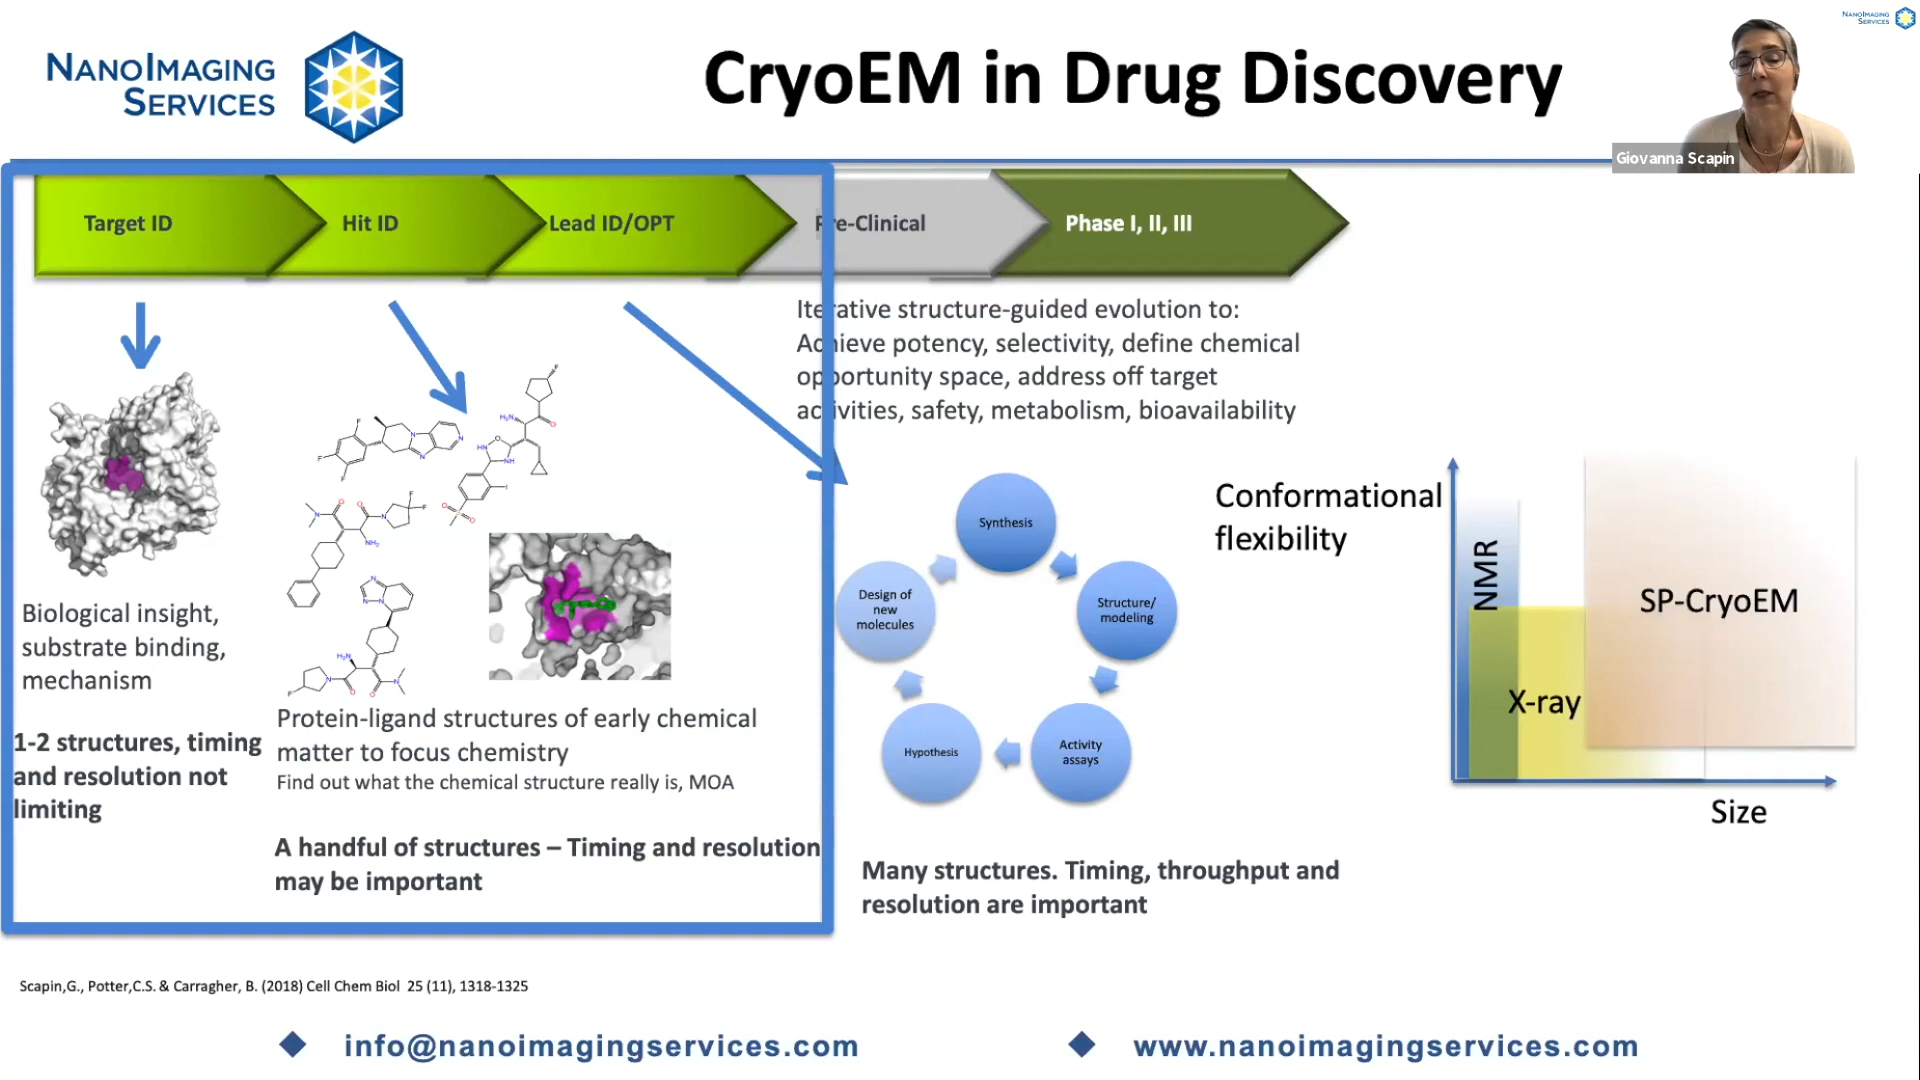 NANOIMAGING
SERVICES
CryoEM in Drug Discovery
NANOIMAGING
SERVICES
Giovanna Scapin
Target ID
Hit ID
Lead ID/OPT
Pre-Clinical
Phase I, II, III
Iterative structure-guided evolution to:
Achieve potency, selectivity, define chemical
opportunity space, address off target
activities, safety, metabolism, bioavailability
Biological insight,
substrate binding,
mechanism
1-2 structures, timing
and resolution not
limiting
Protein-ligand structures of early chemical
matter to focus chemistry
Find out what the chemical structure really is, MOA
A handful of structures – Timing and resolution
may be important
Synthesis
Structure/
modeling
Activity
assays
Hypothesis
Design of
new
molecules
Many structures. Timing, throughput and
resolution are important
Conformational
flexibility
NMR
X-ray
SP-CryoEM
Size
Scapin,G., Potter,C.S. & Carragher, B. (2018) Cell Chem Biol 25 (11), 1318-1325
info@nanoimagingservices.com
www.nanoimagingservices.com